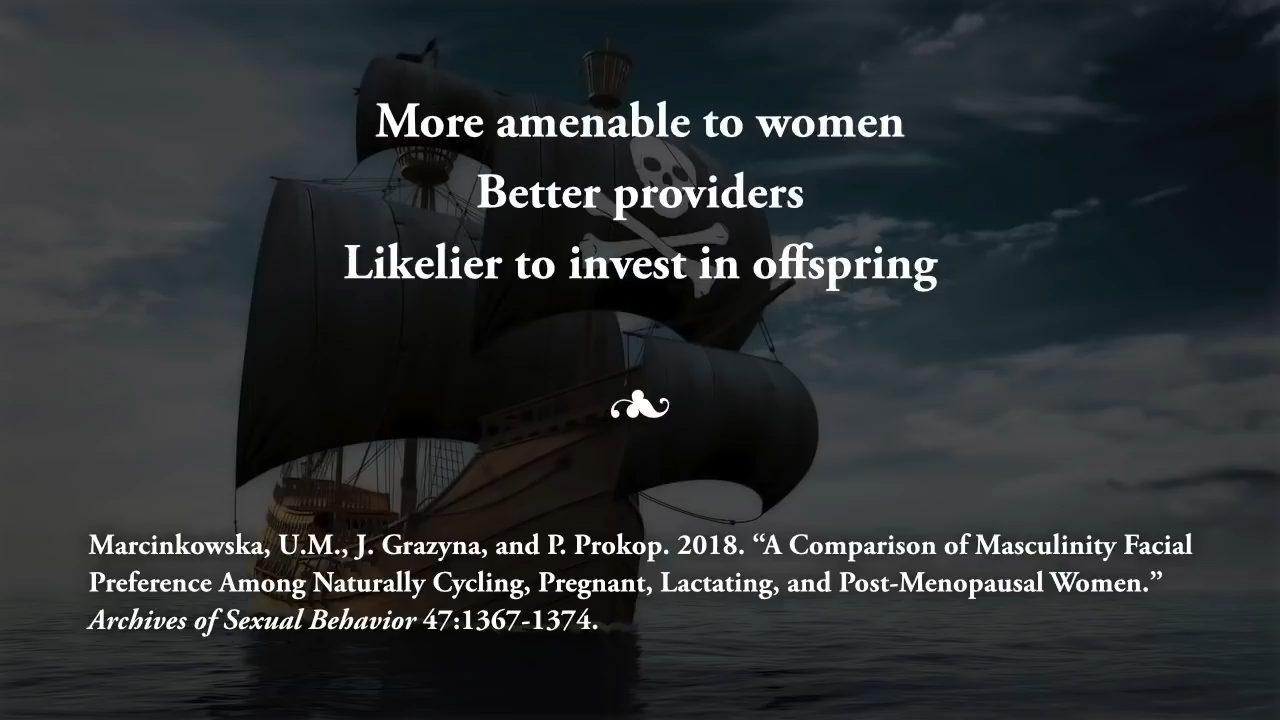 More amenable to women
Better providers
Likelier to invest in offspring
Marcinkowska, U.M., J. Grazyna, and P. Prokop. 2018. “A Comparison of Masculinity Facial
Preference Among Naturally Cycling, Pregnant, Lactating, and Post-Menopausal Women.”
Archives of Sexual Behavior 47:1367-1374.